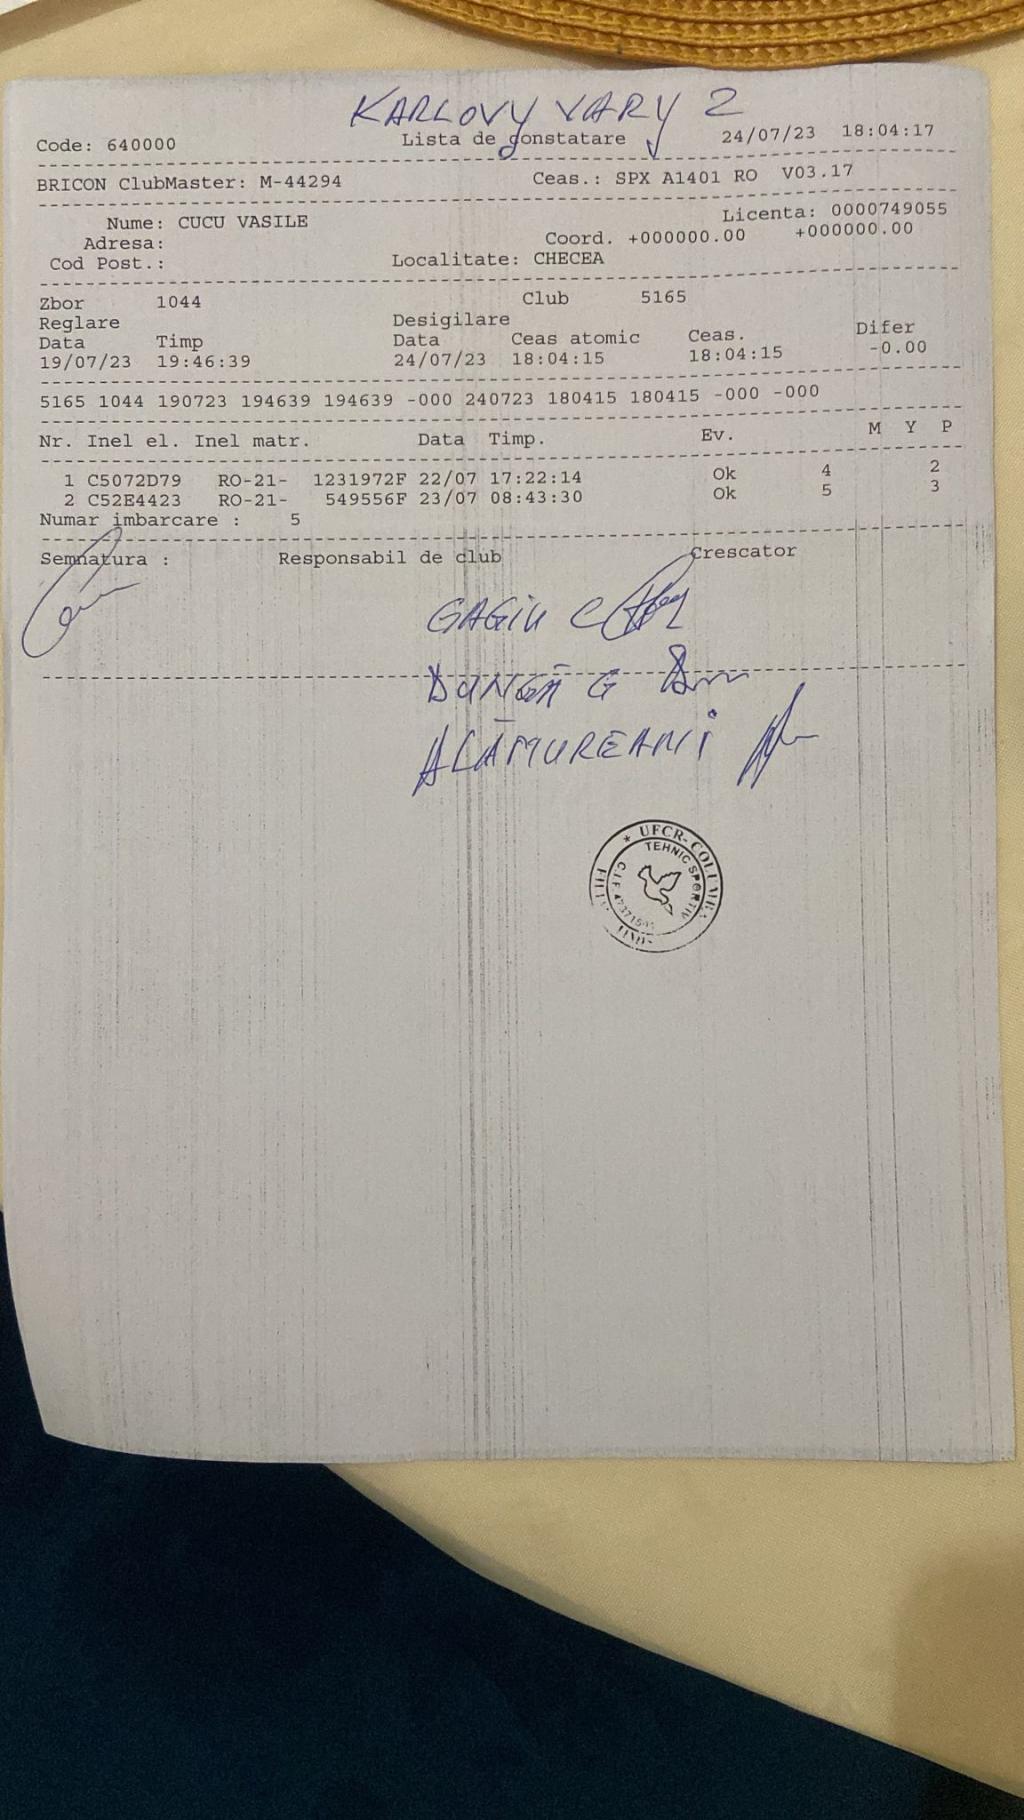 KARLOVY VARY 2
Code: 640000 Lista de constatare 24/07/23 18:04:17
BRICON ClubMaster: M-44294 Ceas.: SPX A1401 RO V03.17
Nume: CUCU VASILE Licenta: 0000749055
Adresa: Coord. +000000.00 +000000.00
Cod Post.: Localitate: CHECEA
Zbor 1044 Club 5165
Reglare Desigilare
Data Timp Data Ceas atomic Ceas. Difer
19/07/23 19:46:39 24/07/23 18:04:15 18:04:15 -0.00
5165 1044 190723 194639 194639 -000 240723 180415 180415 -000 -000
Nr. Inel el. Inel matr. Data Timp. Ev. M Y P
1 C5072D79 RO-21- 1231972F 22/07 17:22:14 Ok 4 2
2 C52E4423 RO-21- 549556F 23/07 08:43:30 Ok 5 3
Numar imbarcare : 5
Semnatura : Responsabil de club Crescator
GAGIU C
DUNGĂ G
ALĂMUREANI
UFCR-COLUMBA
TEHNIC SPORTIV
C.I.F.